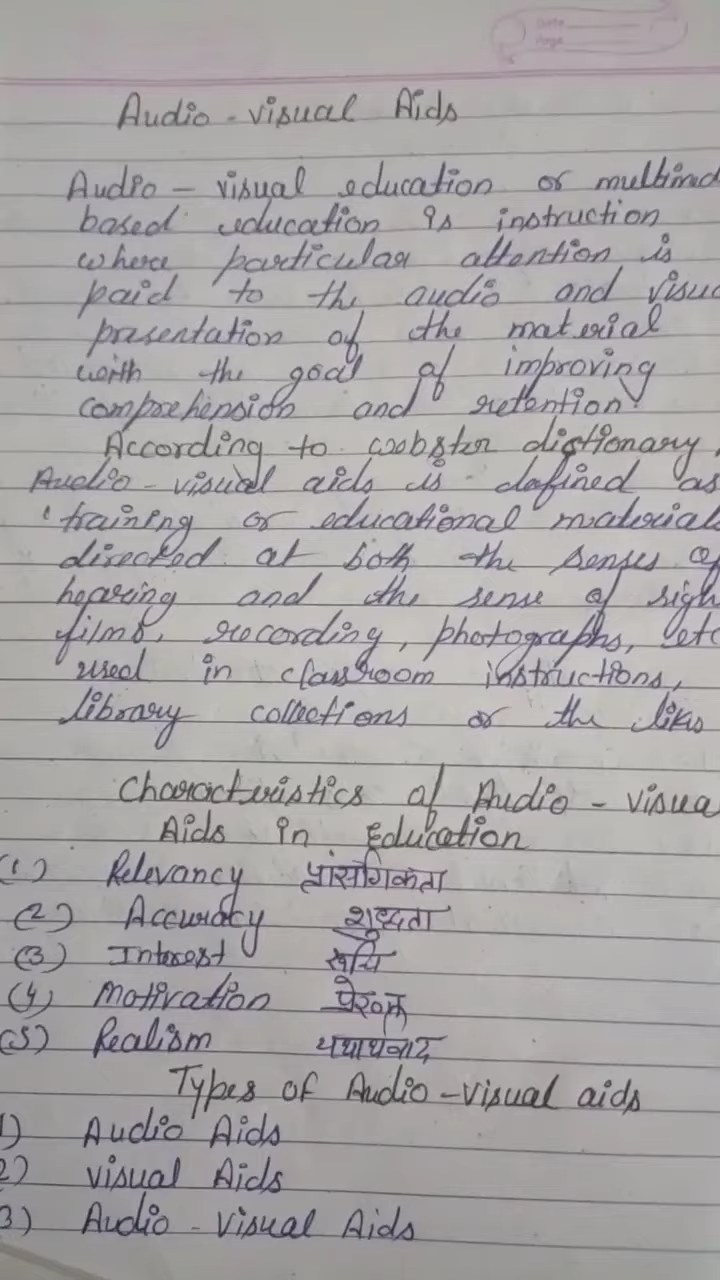 Date
Page
Audio - visual Aids
Audio - visual education or multimed
based education is instruction
where particular attention is
paid to the audio and visu
presentation of the material
with the goal of improving
comprehension and retention.
According to webster dictionary,
Audio - visual aids is defined as
'training or educational material
directed at both the senses of
hearing and the sense of sigh
films, recording, photographs, etc
used in classroom instructions,
library collections or the likes
Characteristics of Audio - visua
Aids in Education
(1) Relevancy प्रांसगिकता
(2) Accuracy शुद्धता
(3) Interest रूचि
(4) Motivation
(5) Realism यथार्थवाद
Types of Audio - visual aids
1) Audio Aids
2) visual Aids
3) Audio - visual Aids